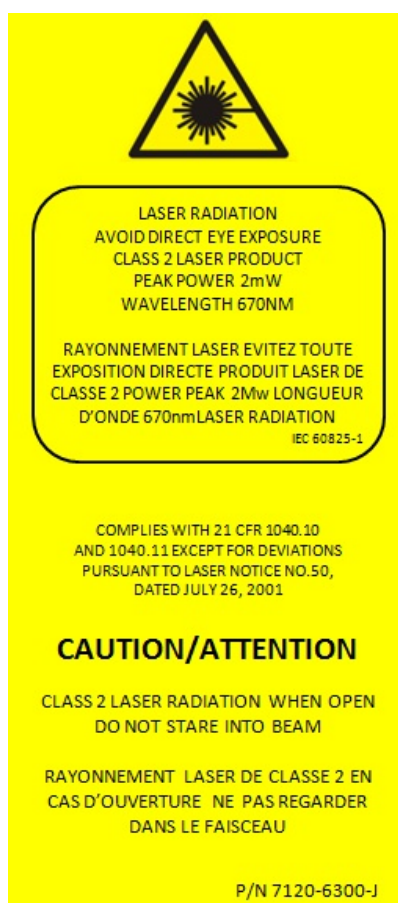 LASER RADIATION
AVOID DIRECT EYE EXPOSURE
CLASS 2 LASER PRODUCT
PEAK POWER 2mW
WAVELENGTH 670NM
RAYONNEMENT LASER EVITEZ TOUTE
EXPOSITION DIRECTE PRODUIT LASER DE
CLASSE 2 POWER PEAK 2Mw LONGUEUR
D'ONDE 670nm LASER RADIATION
IEC 60825-1
COMPLIES WITH 21 CFR 1040.10
AND 1040.11 EXCEPT FOR DEVIATIONS
PURSUANT TO LASER NOTICE NO.50,
DATED JULY 26, 2001
CAUTION/ATTENTION
CLASS 2 LASER RADIATION WHEN OPEN
DO NOT STARE INTO BEAM
RAYONNEMENT LASER DE CLASSE 2 EN
CAS D'OUVERTURE NE PAS REGARDER
DANS LE FAISCEAU
P/N 7120-6300-J